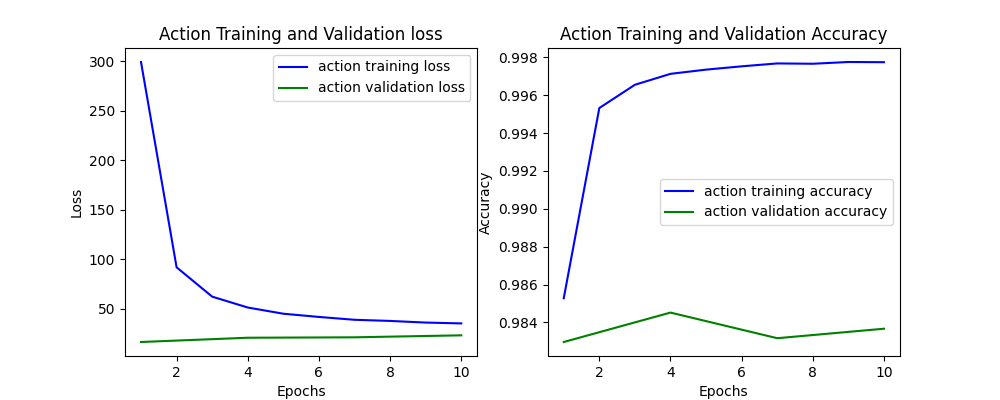 Action Training and Validation loss
300
250
200
150
100
50
Loss
action training loss
action validation loss
2 4 6 8 10
Epochs
Action Training and Validation Accuracy
0.998
0.996
0.994
0.992
0.990
0.988
0.986
0.984
Accuracy
action training accuracy
action validation accuracy
2 4 6 8 10
Epochs